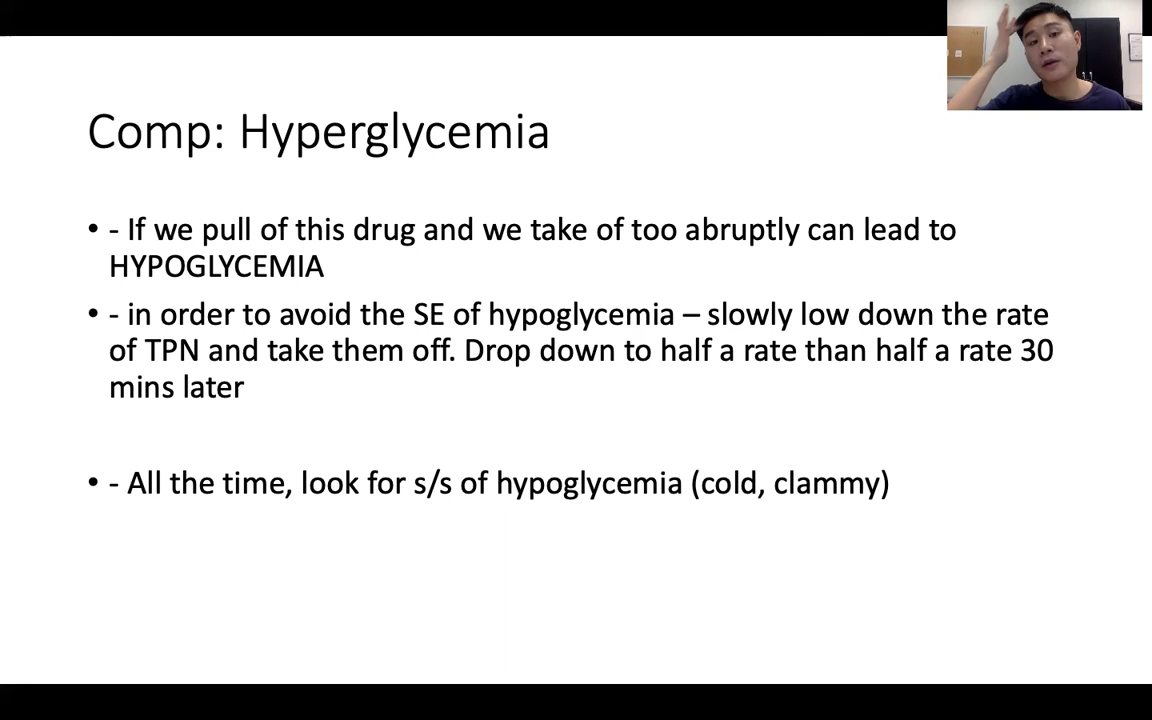 Comp: Hyperglycemia
• - If we pull of this drug and we take of too abruptly can lead to
HYPOGLYCEMIA
• - in order to avoid the SE of hypoglycemia – slowly low down the rate
of TPN and take them off. Drop down to half a rate than half a rate 30
mins later
• - All the time, look for s/s of hypoglycemia (cold, clammy)